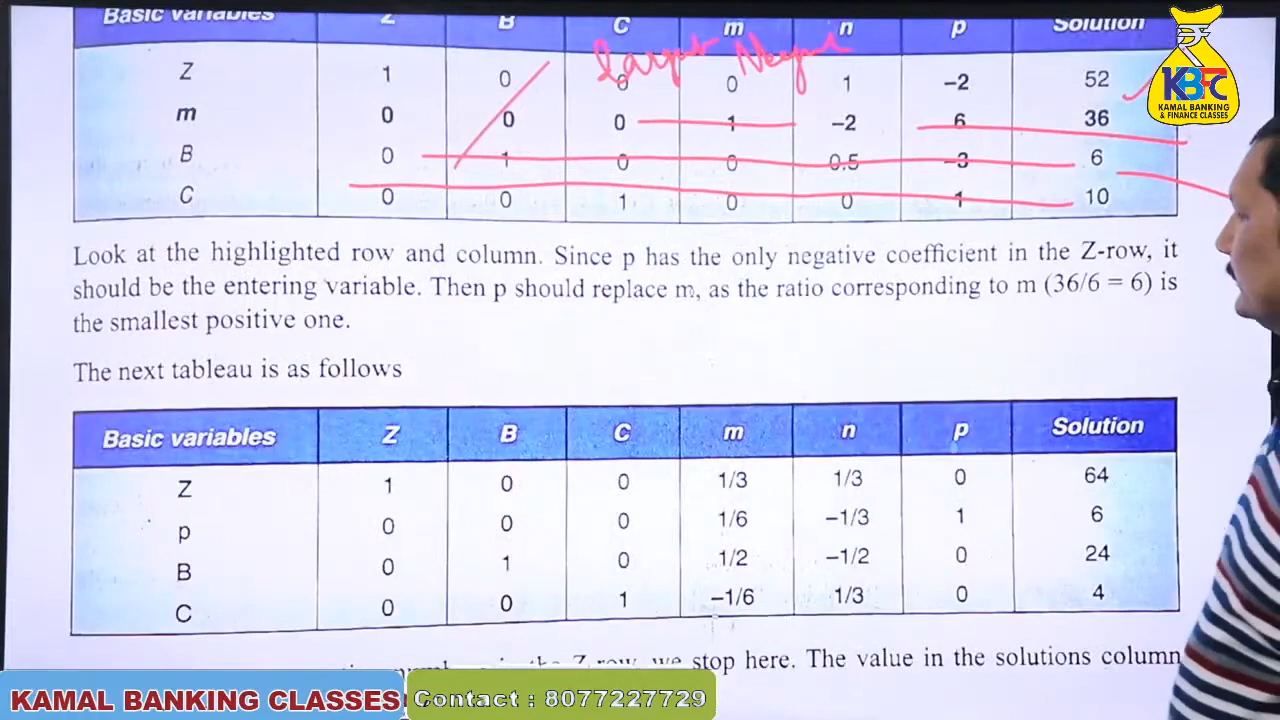 Basic variables Z B C m n p Solution
Largest Negat
Z 1 0 0 0 1 –2 52
m 0 0 0 1 –2 6 36
B 0 1 0 0 0.5 –3 6
C 0 0 1 0 0 1 10
KBFC
KAMAL BANKING
& FINANCE CLASSES
Look at the highlighted row and column. Since p has the only negative coefficient in the Z-row, it
should be the entering variable. Then p should replace m, as the ratio corresponding to m (36/6 = 6) is
the smallest positive one.
The next tableau is as follows
Basic variables Z B C m n p Solution
Z 1 0 0 1/3 1/3 0 64
p 0 0 0 1/6 –1/3 1 6
B 0 1 0 1/2 –1/2 0 24
C 0 0 1 –1/6 1/3 0 4
Z row, we stop here. The value in the solutions column
KAMAL BANKING CLASSES
Contact : 8077227729